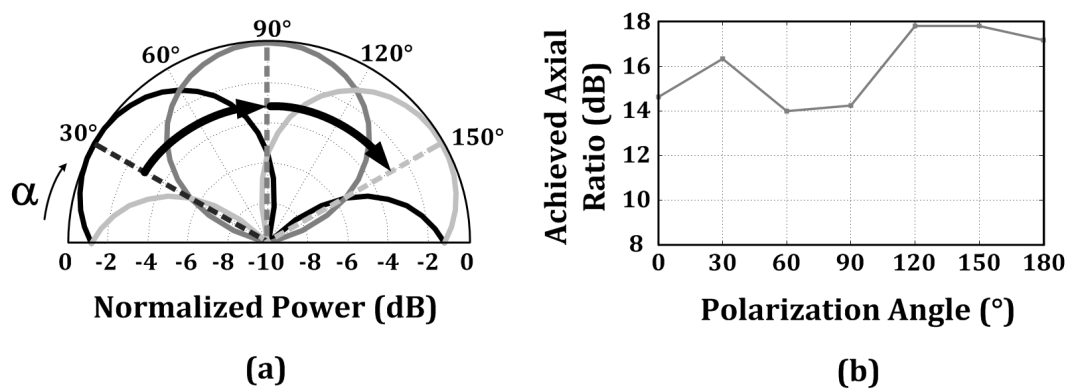 90°
60°
120°
30°
150°
α
0 -2 -4 -6 -8 -10 -8 -6 -4 -2 0
Normalized Power (dB)
(a)
Achieved Axial
Ratio (dB)
18
16
14
12
10
8
0 30 60 90 120 150 180
Polarization Angle (°)
(b)